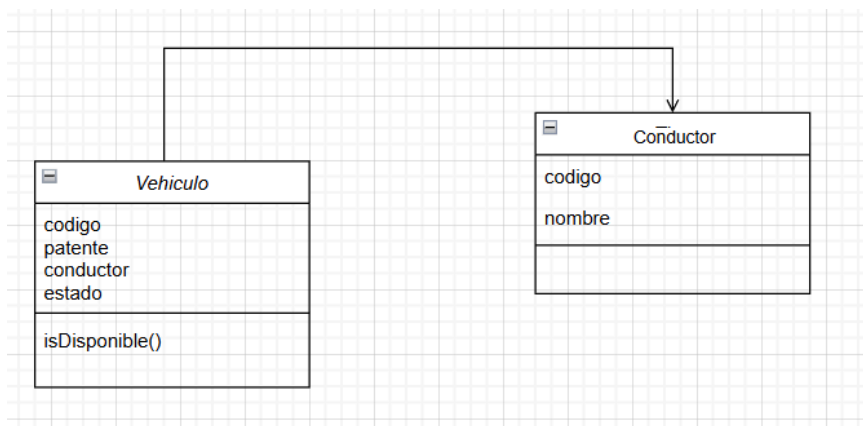 Vehiculo
codigo
patente
conductor
estado
isDisponible()
Conductor
codigo
nombre